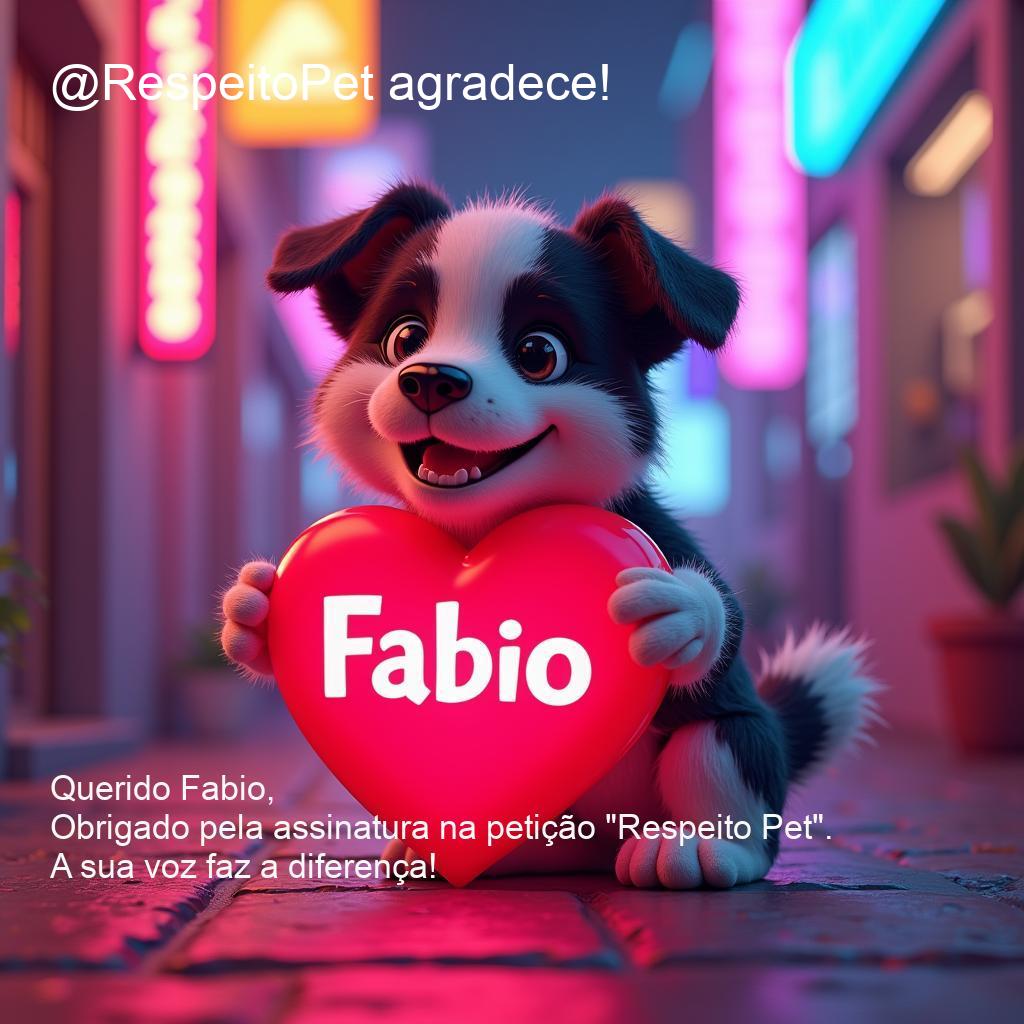 @RespeitoPet agradece!
Fabio
Querido Fabio,
Obrigado pela assinatura na petição "Respeito Pet".
A sua voz faz a diferença!